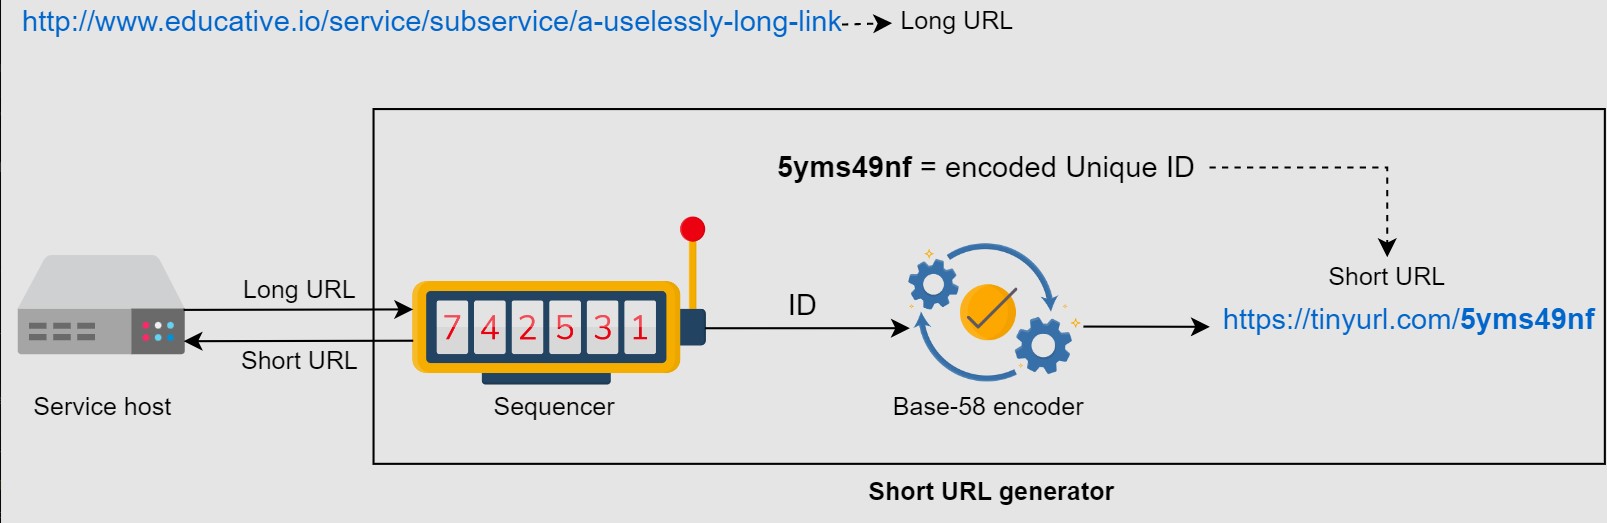 http://www.educative.io/service/subservice/a-uselessly-long-link
Long URL
5yms49nf = encoded Unique ID
Short URL
https://tinyurl.com/5yms49nf
Long URL
7 4 2 5 3 1
ID
Short URL
Service host
Sequencer
Base-58 encoder
Short URL generator